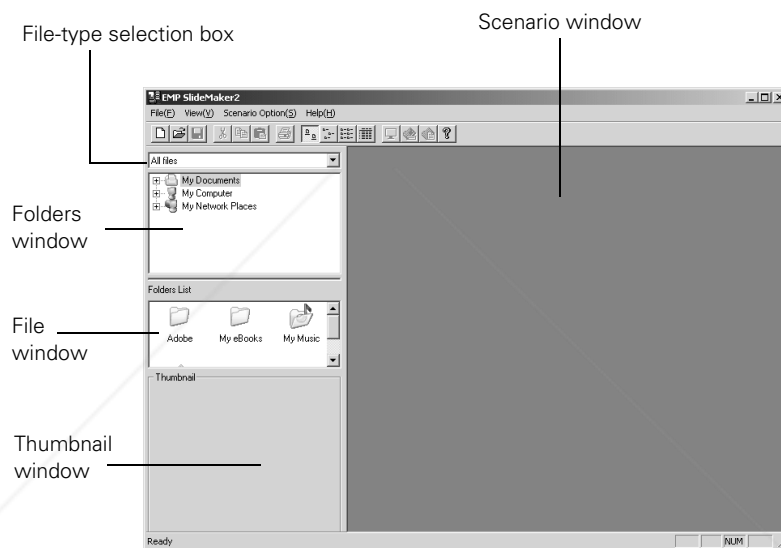 Scenario window
File-type selection box
EMP SlideMaker2
File(F) View(V) Scenario Option(S) Help(H)
All files
My Documents
My Computer
My Network Places
Folders
window
Folders List
Adobe My eBooks My Music
File
window
Thumbnail
Thumbnail
window
Ready NUM